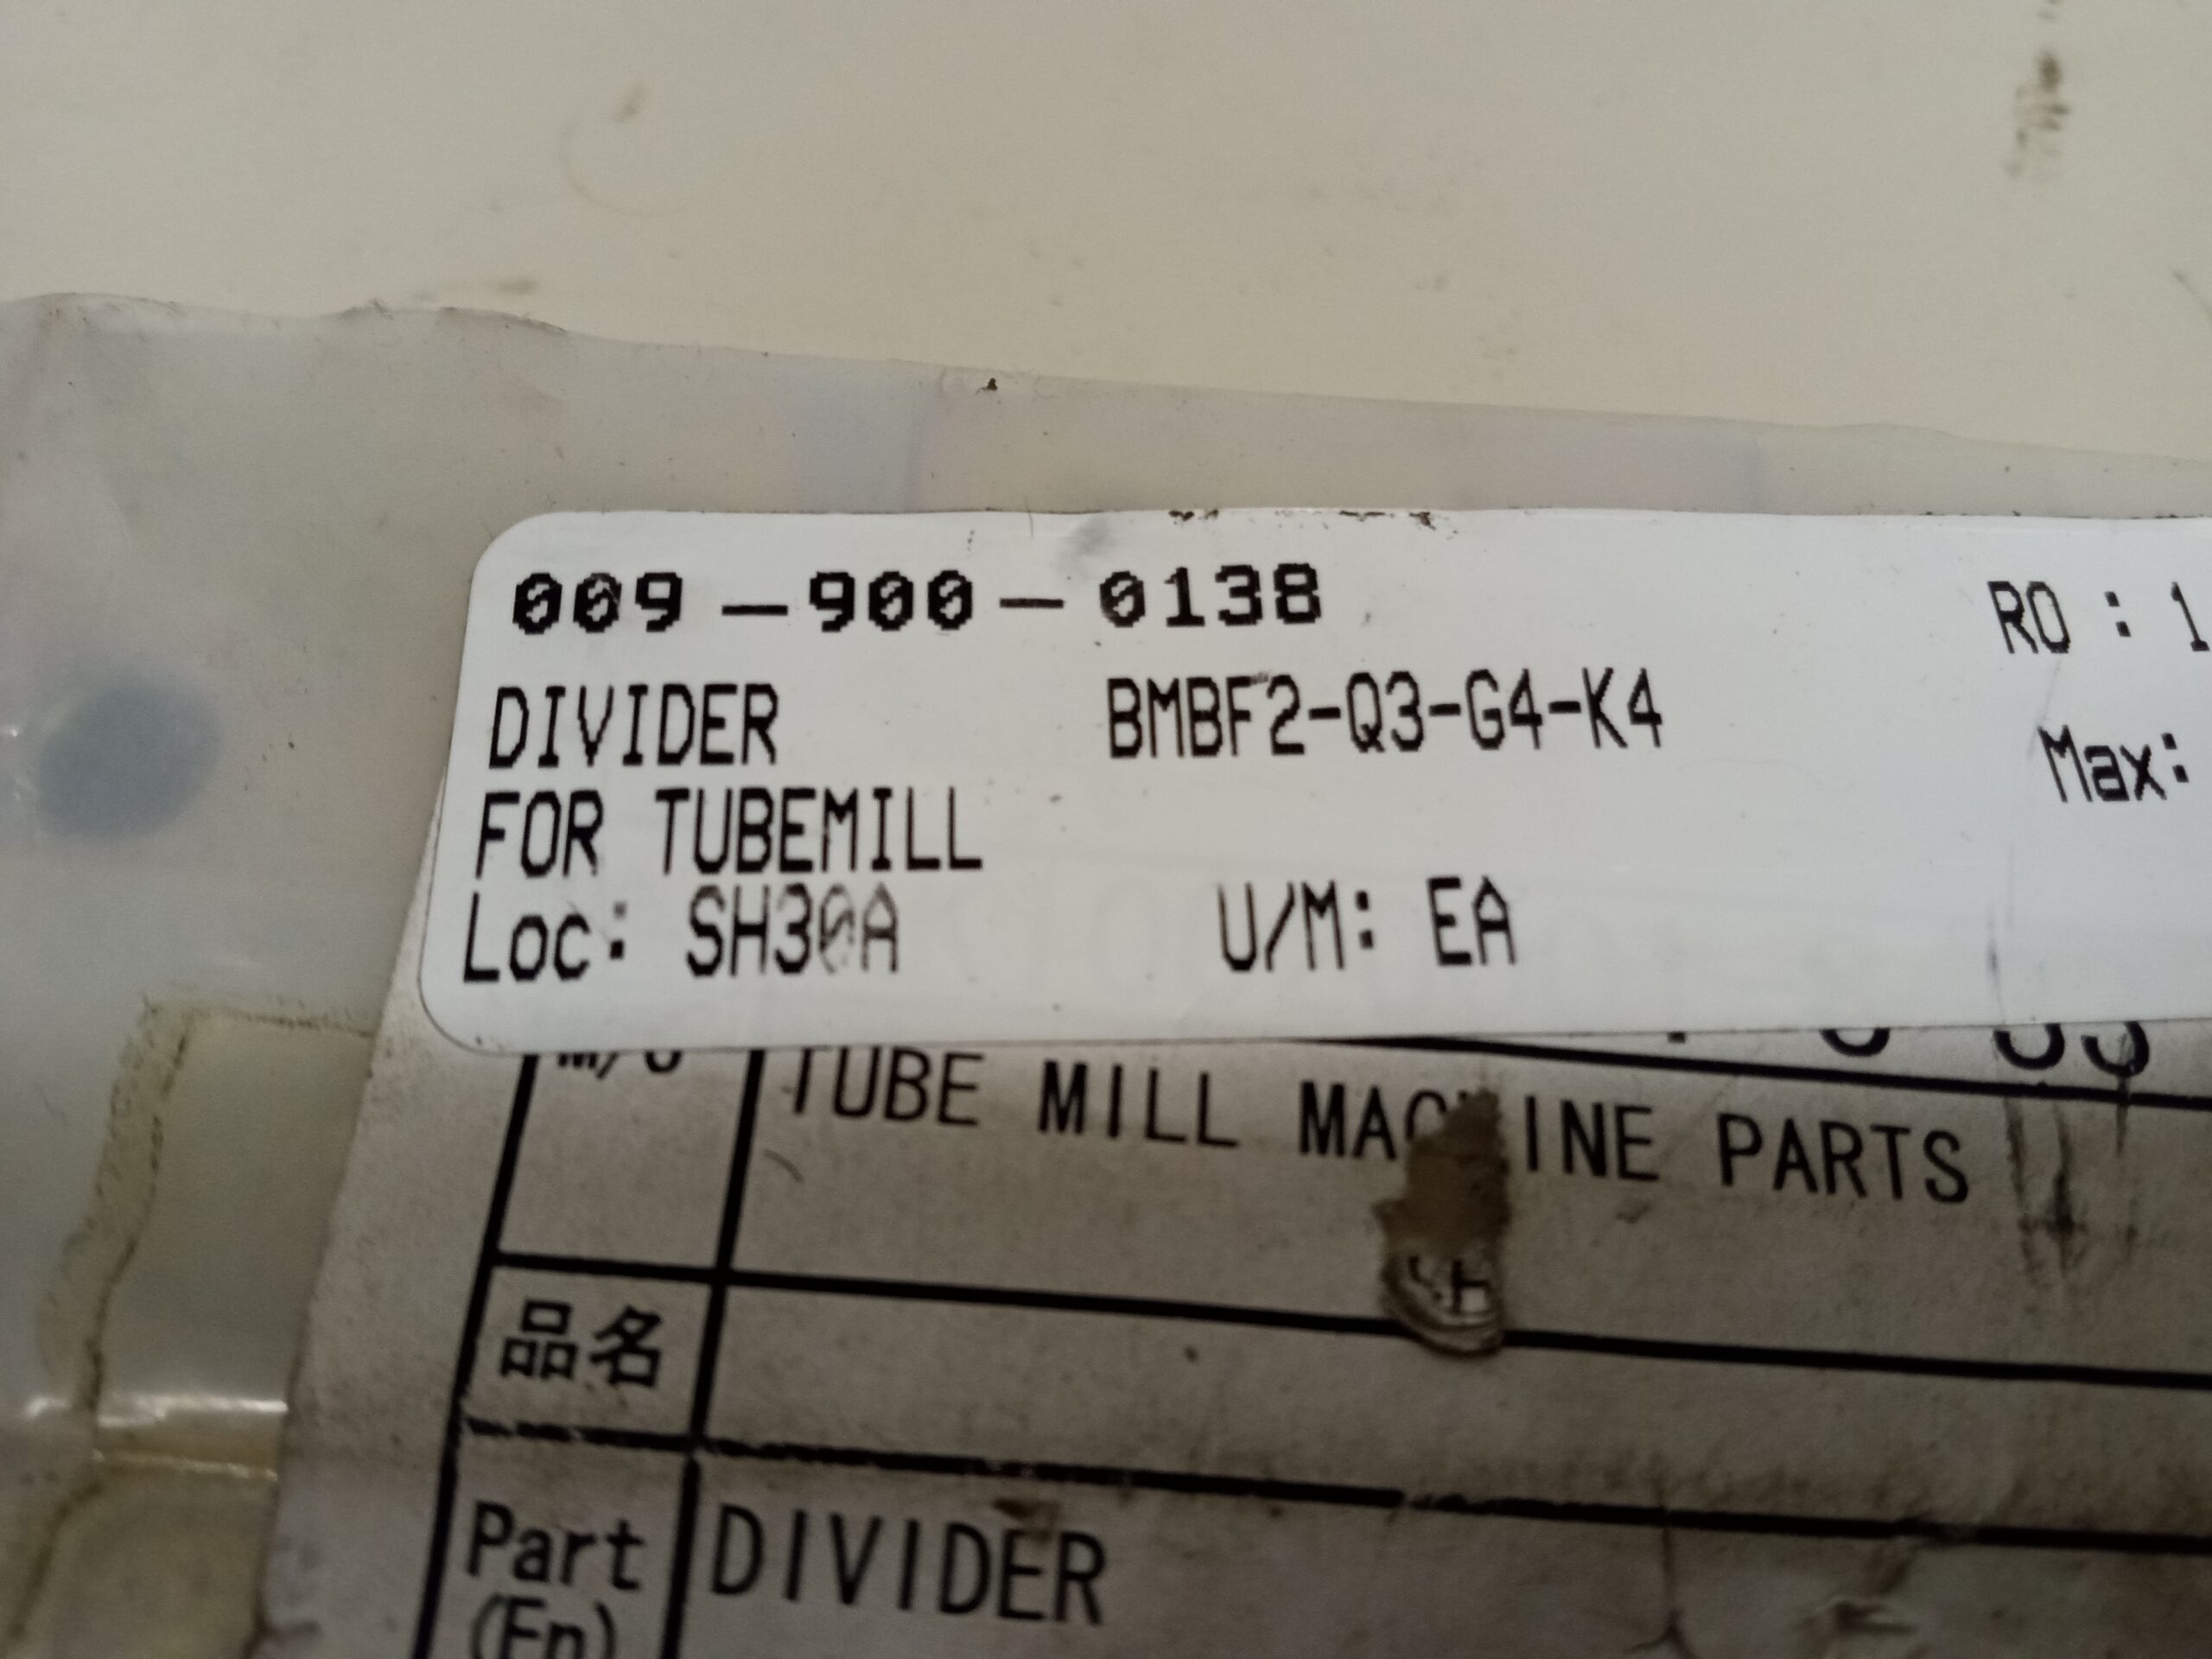 009-900-0138
RO : 1
DIVIDER BMBF2-Q3-G4-K4
Max:
FOR TUBEMILL
Loc: SH30A U/M: EA
TUBE MILL PARTS
品名
Part DIVIDER
(En)